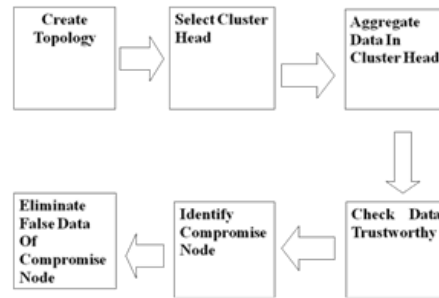 Create
Topology
Select Cluster
Head
Aggregate
Data In
Cluster Head
Check Data
Trustworthy
Identify
Compromise
Node
Eliminate
False Data
Of
Compromise
Node